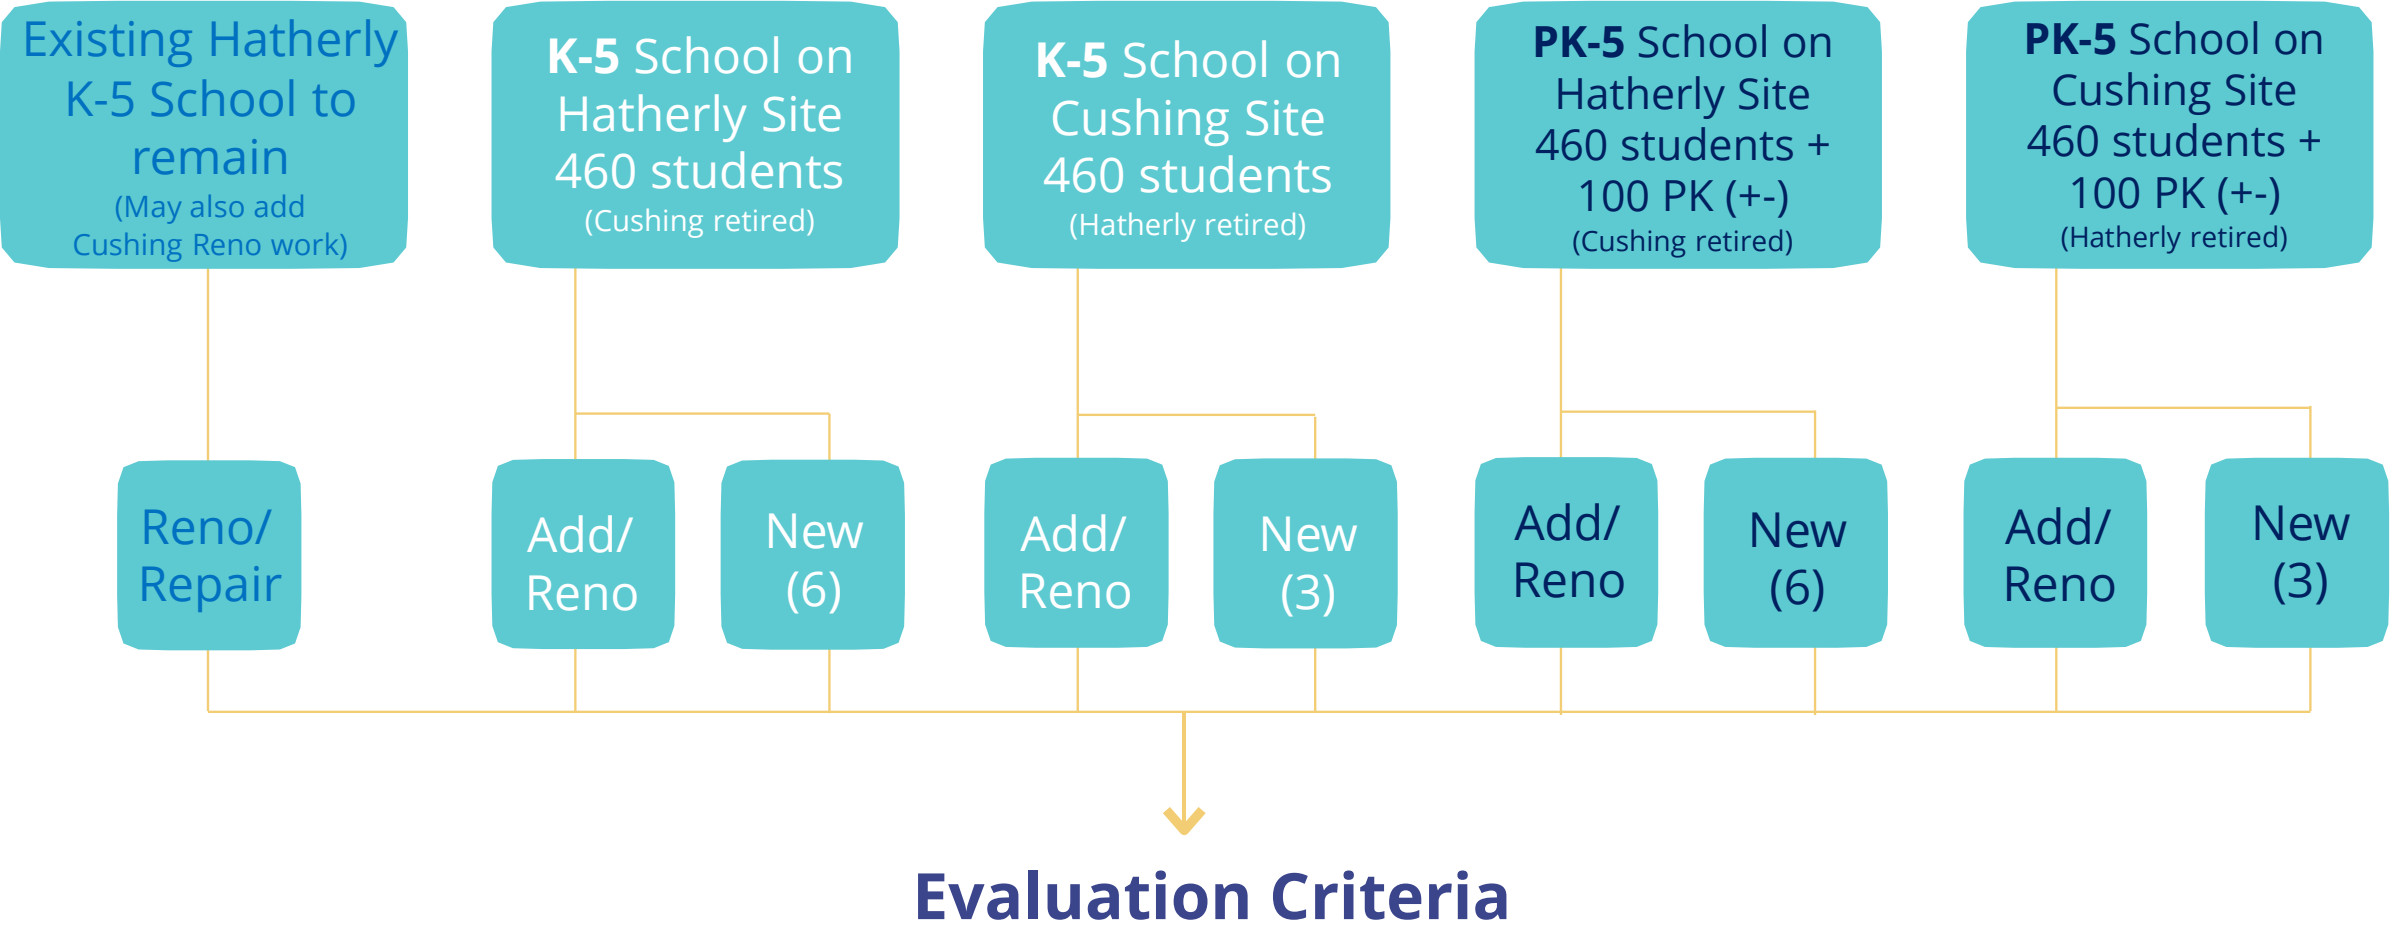 Existing Hatherly
K-5 School to
remain
(May also add
Cushing Reno work)
K-5 School on
Hatherly Site
460 students
(Cushing retired)
K-5 School on
Cushing Site
460 students
(Hatherly retired)
PK-5 School on
Hatherly Site
460 students +
100 PK (+-)
(Cushing retired)
PK-5 School on
Cushing Site
460 students +
100 PK (+-)
(Hatherly retired)
Reno/
Repair
Add/
Reno
New
(6)
Add/
Reno
New
(3)
Add/
Reno
New
(6)
Add/
Reno
New
(3)
Evaluation Criteria